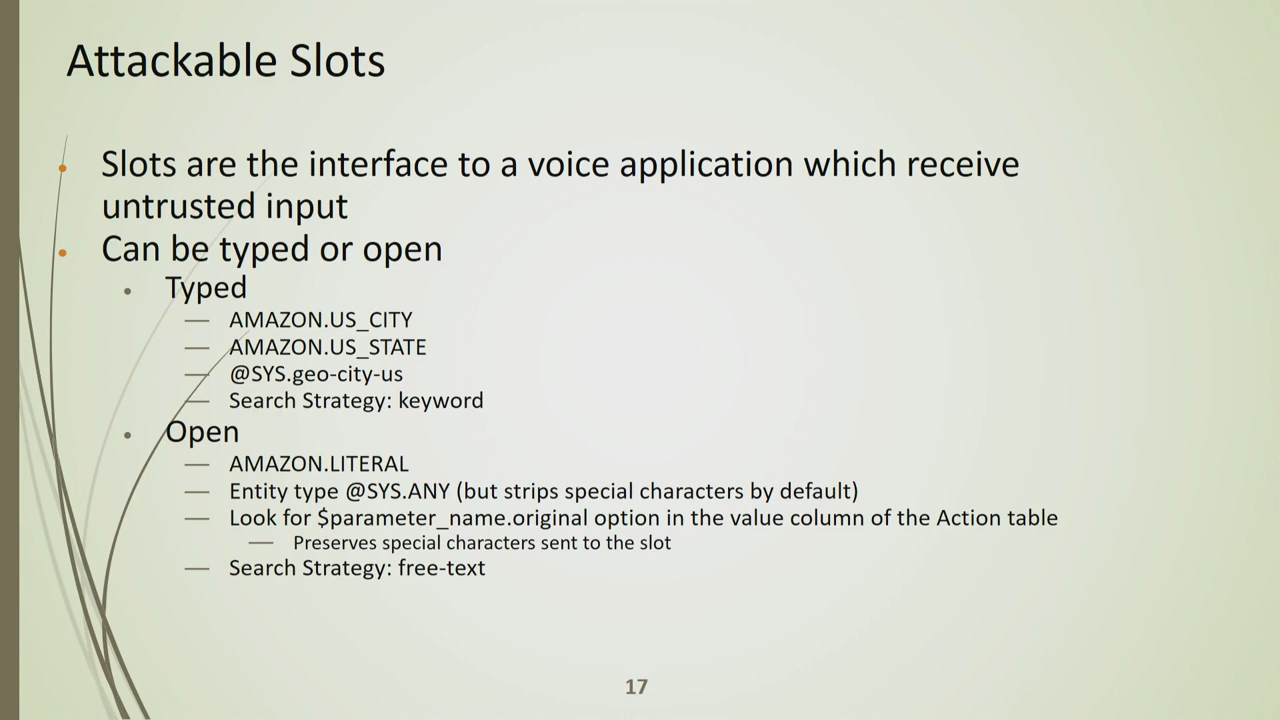 Attackable Slots
Slots are the interface to a voice application which receive
untrusted input
Can be typed or open
Typed
AMAZON.US_CITY
AMAZON.US_STATE
@SYS.geo-city-us
Search Strategy: keyword
Open
AMAZON.LITERAL
Entity type @SYS.ANY (but strips special characters by default)
Look for $parameter_name.original option in the value column of the Action table
Preserves special characters sent to the slot
Search Strategy: free-text
17